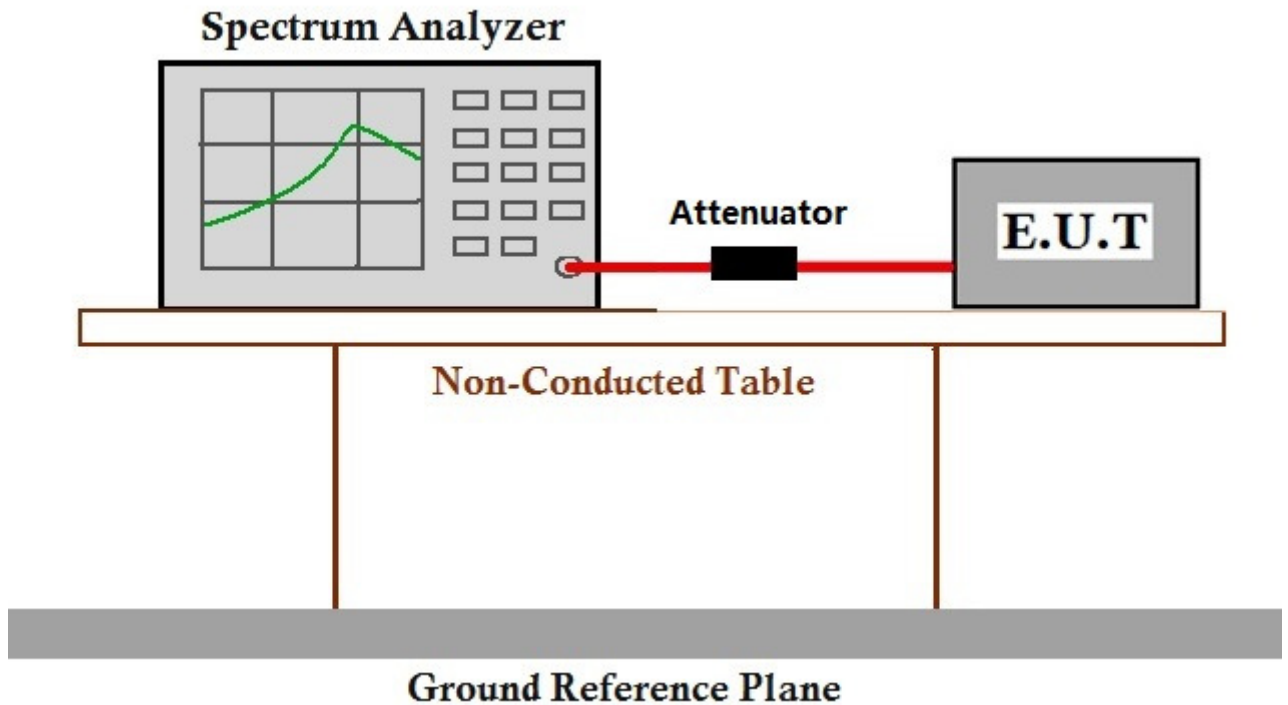 Spectrum Analyzer
Attenuator
E.U.T
Non-Conducted Table
Ground Reference Plane